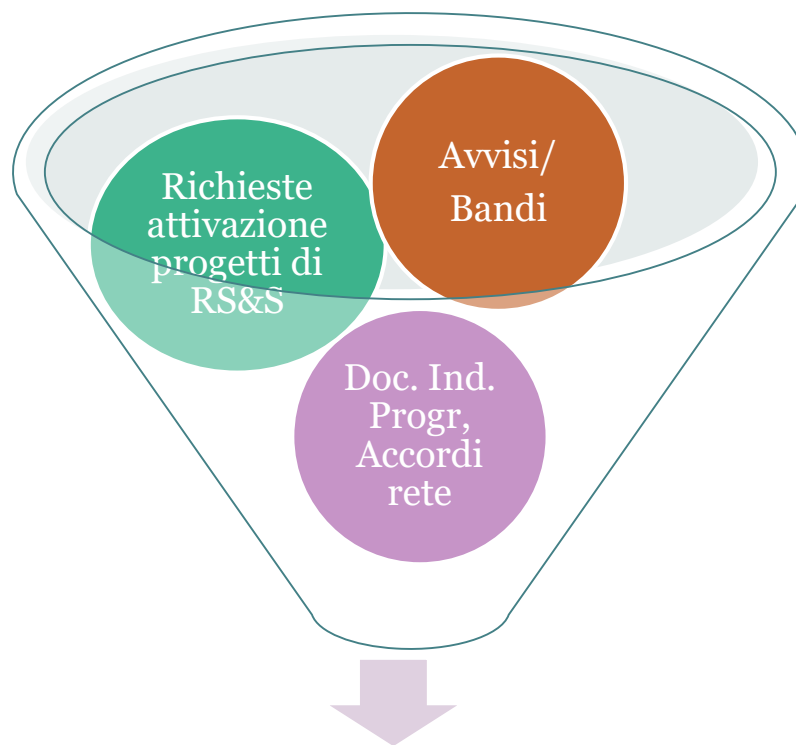 Richieste
attivazione
progetti di
RS&S
Avvisi/
Bandi
Doc. Ind.
Progr,
Accordi
rete